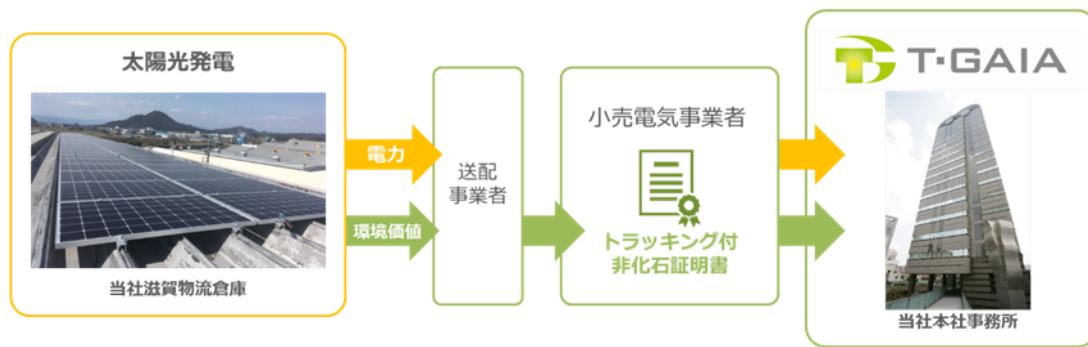 太陽光発電
当社滋賀物流倉庫
電力
環境価値
送配
事業者
小売電気事業者
トラッキング付
非化石証明書
T-GAIA
当社本社事務所